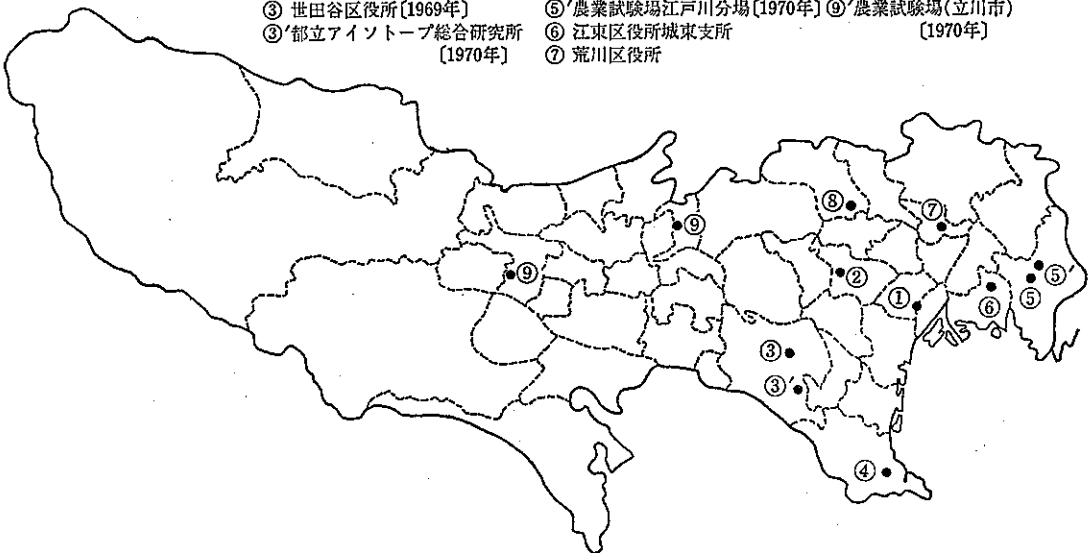 ③ 世田谷区役所〔1969年〕
③′都立アイソトープ総合研究所
〔1970年〕
⑤′農業試験場江戸川分場〔1970年〕
⑥ 江東区役所城東支所
⑦ 荒川区役所
⑨′農業試験場(立川市)
〔1970年〕
⑧
⑦
⑨
⑨
②
⑤′
⑤
①
⑥
③
③′
④